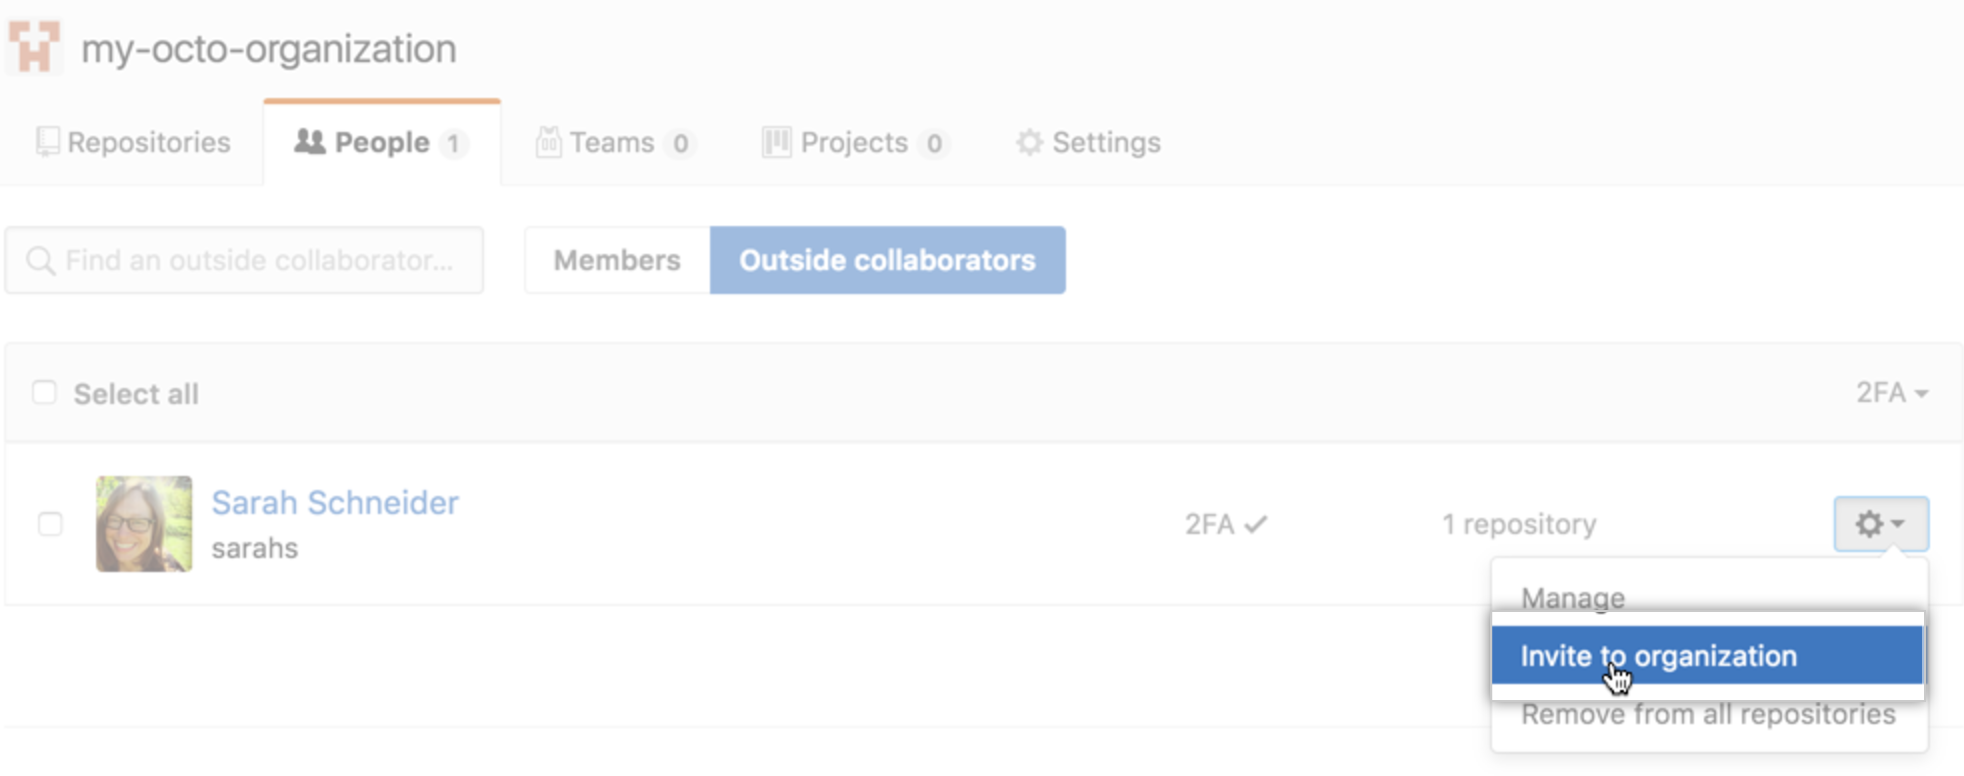 my-octo-organization
Repositories People 1 Teams 0 Projects 0 Settings
Find an outside collaborator... Members Outside collaborators
Select all 2FA
Sarah Schneider
sarahs
2FA 1 repository
Manage
Invite to organization
Remove from all repositories